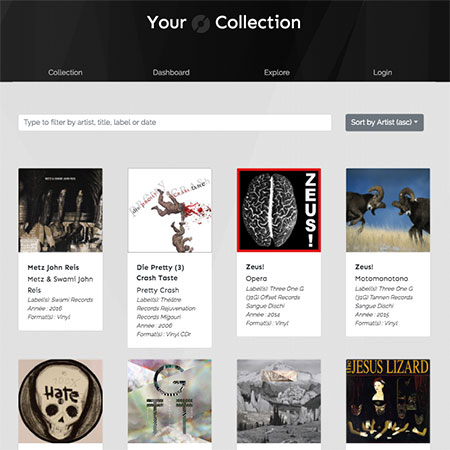 Your Collection
Collection Dashboard Explore Login
Type to filter by artist, title, label or date
Sort by Artist (asc)
METZ & SWAMI JOHN REIS
ZEUS!
Metz John Reis
Metz & Swami John
Reis
Label(s): Swami Records
Année : 2016
Format(s) : Vinyl
Die Pretty (3)
Crash Taste
Pretty Crash
Label(s): Théâtre
Records Rejuvenation
Records Migouri
Année : 2006
Format(s) : Vinyl CDr
Zeus!
Opera
Label(s): Three One G
(31G) Offset Records
Sangue Dischi
Année : 2014
Format(s) : Vinyl
Zeus!
Motomonotono
Label(s): Three One G
(31G) Tannen Records
Sangue Dischi
Année : 2015
Format(s) : Vinyl
Hate
JESUS LIZARD